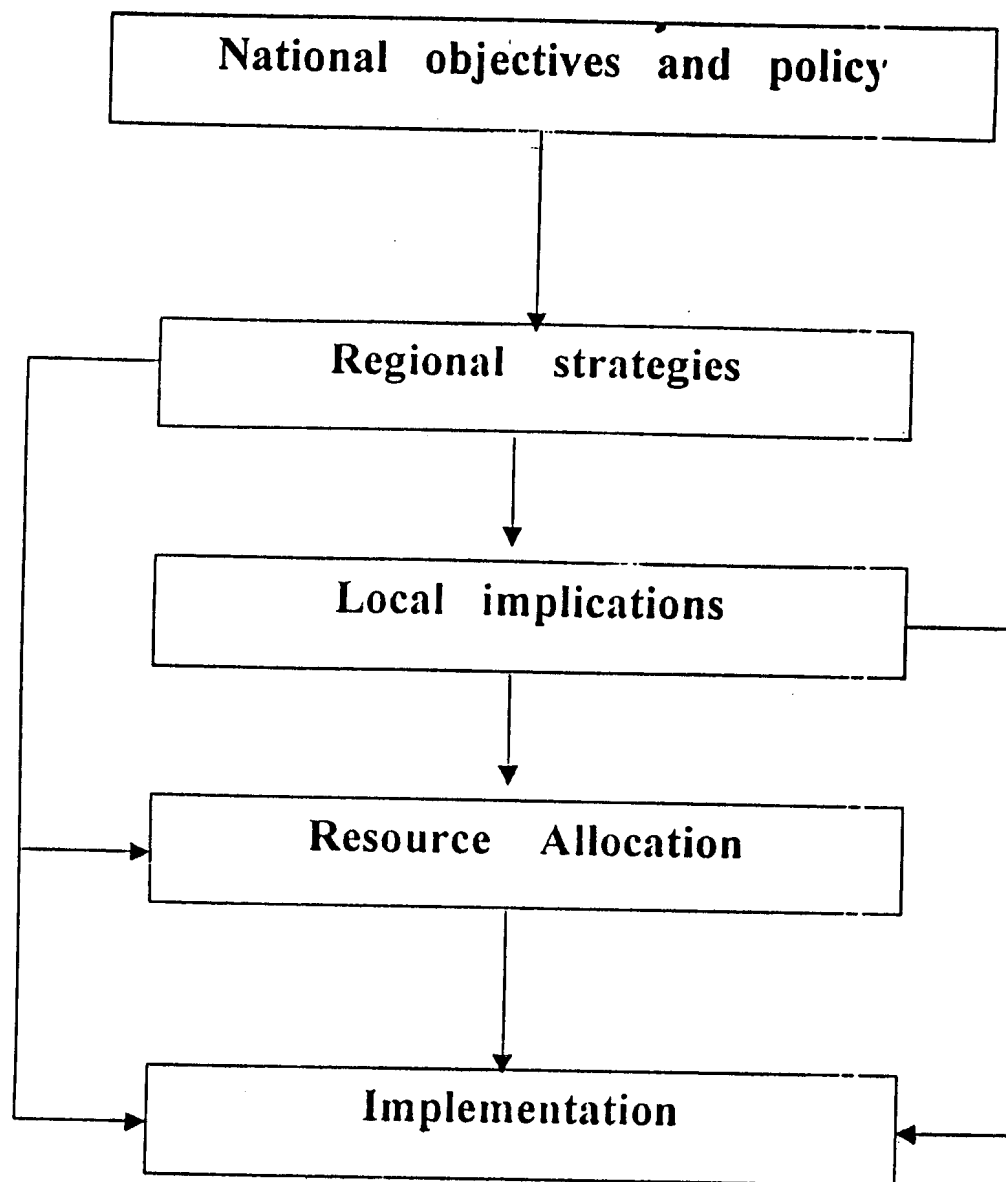 National objectives and policy
Regional strategies
Local implications
Resource Allocation
Implementation